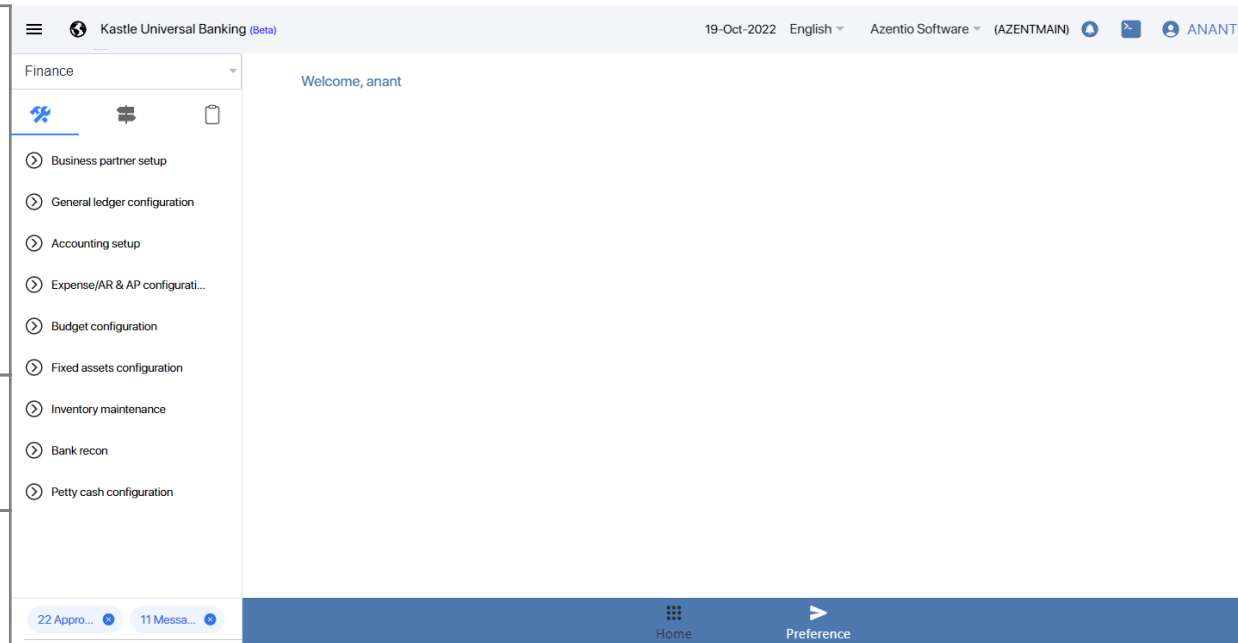 Kastle Universal Banking (Beta) 19-Oct-2022 English Azentio Software (AZENTMAIN) ANANT
Finance
Welcome, anant
Business partner setup
General ledger configuration
Accounting setup
Expense/AR & AP configurati...
Budget configuration
Fixed assets configuration
Inventory maintenance
Bank recon
Petty cash configuration
22 Appro... 11 Messa...
Home Preference